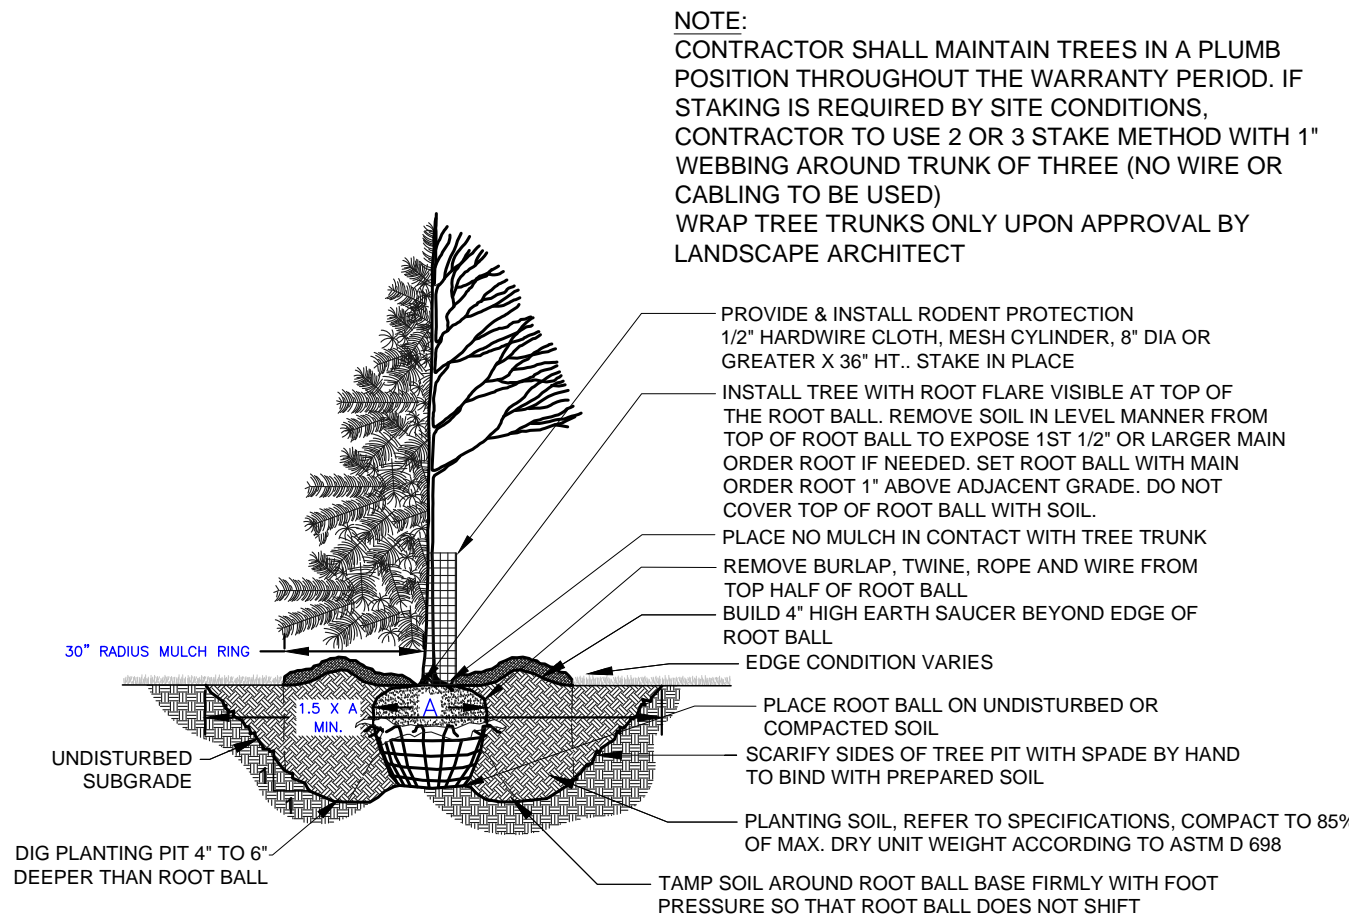 NOTE:
CONTRACTOR SHALL MAINTAIN TREES IN A PLUMB
POSITION THROUGHOUT THE WARRANTY PERIOD. IF
STAKING IS REQUIRED BY SITE CONDITIONS,
CONTRACTOR TO USE 2 OR 3 STAKE METHOD WITH 1"
WEBBING AROUND TRUNK OF THREE (NO WIRE OR
CABLING TO BE USED)
WRAP TREE TRUNKS ONLY UPON APPROVAL BY
LANDSCAPE ARCHITECT
PROVIDE & INSTALL RODENT PROTECTION
1/2" HARDWIRE CLOTH, MESH CYLINDER, 8" DIA OR
GREATER X 36" HT.. STAKE IN PLACE
INSTALL TREE WITH ROOT FLARE VISIBLE AT TOP OF
THE ROOT BALL. REMOVE SOIL IN LEVEL MANNER FROM
TOP OF ROOT BALL TO EXPOSE 1ST 1/2" OR LARGER MAIN
ORDER ROOT IF NEEDED. SET ROOT BALL WITH MAIN
ORDER ROOT 1" ABOVE ADJACENT GRADE. DO NOT
COVER TOP OF ROOT BALL WITH SOIL.
PLACE NO MULCH IN CONTACT WITH TREE TRUNK
REMOVE BURLAP, TWINE, ROPE AND WIRE FROM
TOP HALF OF ROOT BALL
BUILD 4" HIGH EARTH SAUCER BEYOND EDGE OF
ROOT BALL
EDGE CONDITION VARIES
PLACE ROOT BALL ON UNDISTURBED OR
COMPACTED SOIL
SCARIFY SIDES OF TREE PIT WITH SPADE BY HAND
TO BIND WITH PREPARED SOIL
PLANTING SOIL, REFER TO SPECIFICATIONS, COMPACT TO 85%
OF MAX. DRY UNIT WEIGHT ACCORDING TO ASTM D 698
TAMP SOIL AROUND ROOT BALL BASE FIRMLY WITH FOOT
PRESSURE SO THAT ROOT BALL DOES NOT SHIFT
30" RADIUS MULCH RING
1.5 X A
MIN.
A
UNDISTURBED
SUBGRADE
1
1
DIG PLANTING PIT 4" TO 6"
DEEPER THAN ROOT BALL